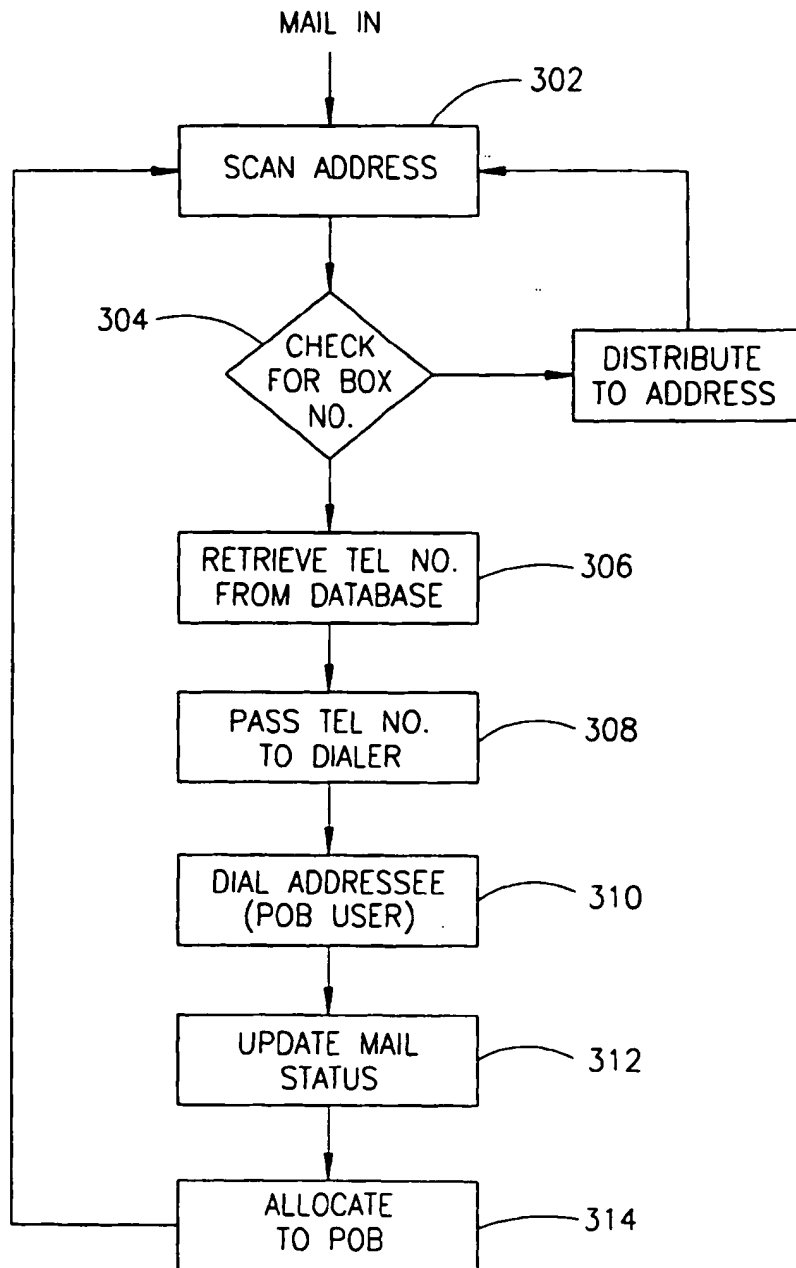 MAIL IN
302
SCAN ADDRESS
304
CHECK
FOR BOX
NO.
DISTRIBUTE
TO ADDRESS
RETRIEVE TEL NO.
FROM DATABASE
306
PASS TEL NO.
TO DIALER
308
DIAL ADDRESSEE
(POB USER)
310
UPDATE MAIL
STATUS
312
ALLOCATE
TO POB
314